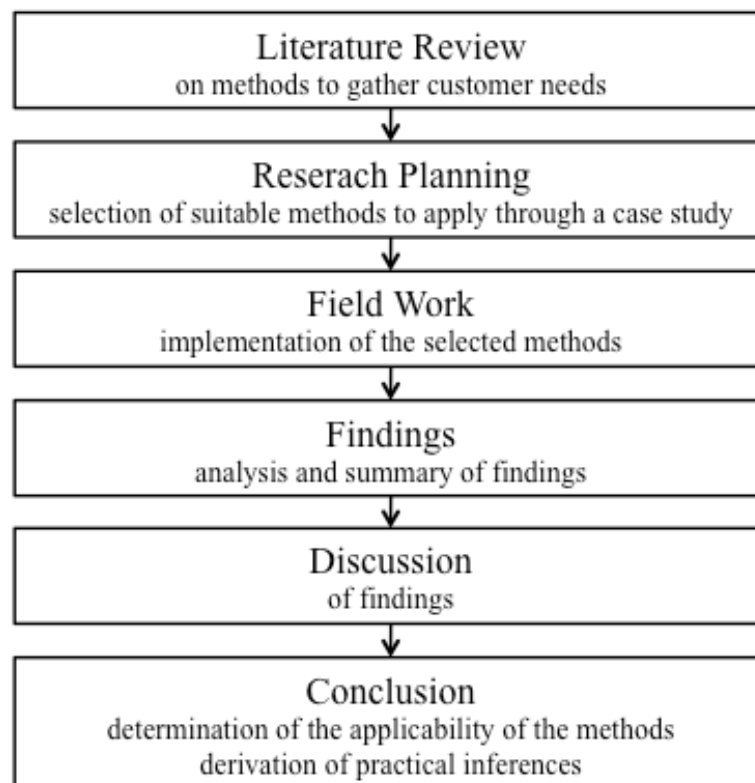 Literature Review
on methods to gather customer needs
Reserach Planning
selection of suitable methods to apply through a case study
Field Work
implementation of the selected methods
Findings
analysis and summary of findings
Discussion
of findings
Conclusion
determination of the applicability of the methods
derivation of practical inferences